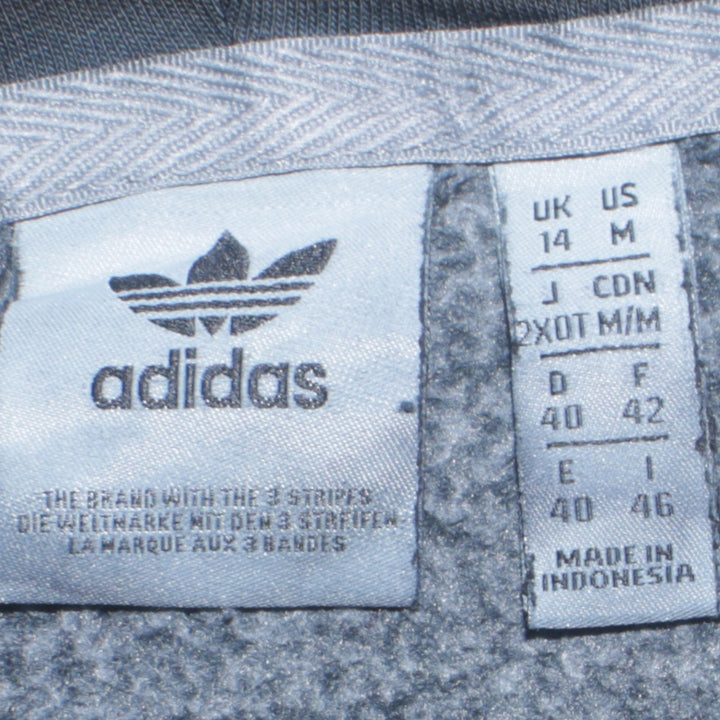 adidas
THE BRAND WITH THE 3 STRIPES
DIE WELTMARKE MIT DEN 3 STREIFEN
LA MARQUE AUX 3 BANDES
UK US
14 M
J CDN
2XOT M/M
D F
40 42
E I
40 46
MADE IN
INDONESIA